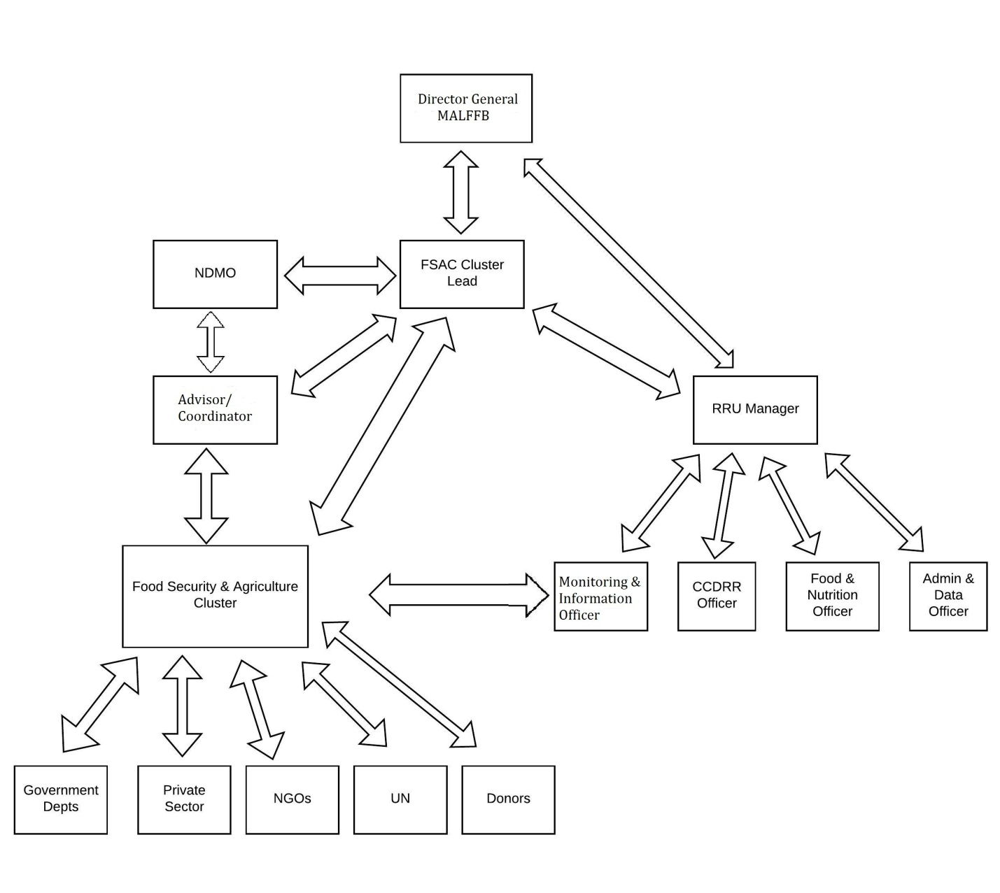 Director General
MALFFB
NDMO
FSAC Cluster
Lead
Advisor/
Coordinator
RRU Manager
Food Security & Agriculture
Cluster
Monitoring &
Information
Officer
CCDRR
Officer
Food &
Nutrition
Officer
Admin &
Data
Officer
Government
Depts
Private
Sector
NGOs
UN
Donors